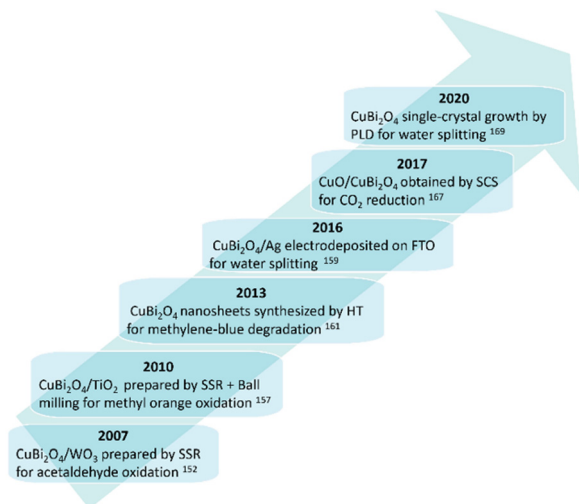 2020
CuBi₂O₄ single-crystal growth by
PLD for water splitting ¹⁶⁹
2017
CuO/CuBi₂O₄ obtained by SCS
for CO₂ reduction ¹⁶⁷
2016
CuBi₂O₄/Ag electrodeposited on FTO
for water splitting ¹⁵⁹
2013
CuBi₂O₄ nanosheets synthesized by HT
for methylene-blue degradation ¹⁶¹
2010
CuBi₂O₄/TiO₂ prepared by SSR + Ball
milling for methyl orange oxidation ¹⁵⁷
2007
CuBi₂O₄/WO₃ prepared by SSR
for acetaldehyde oxidation ¹⁵²